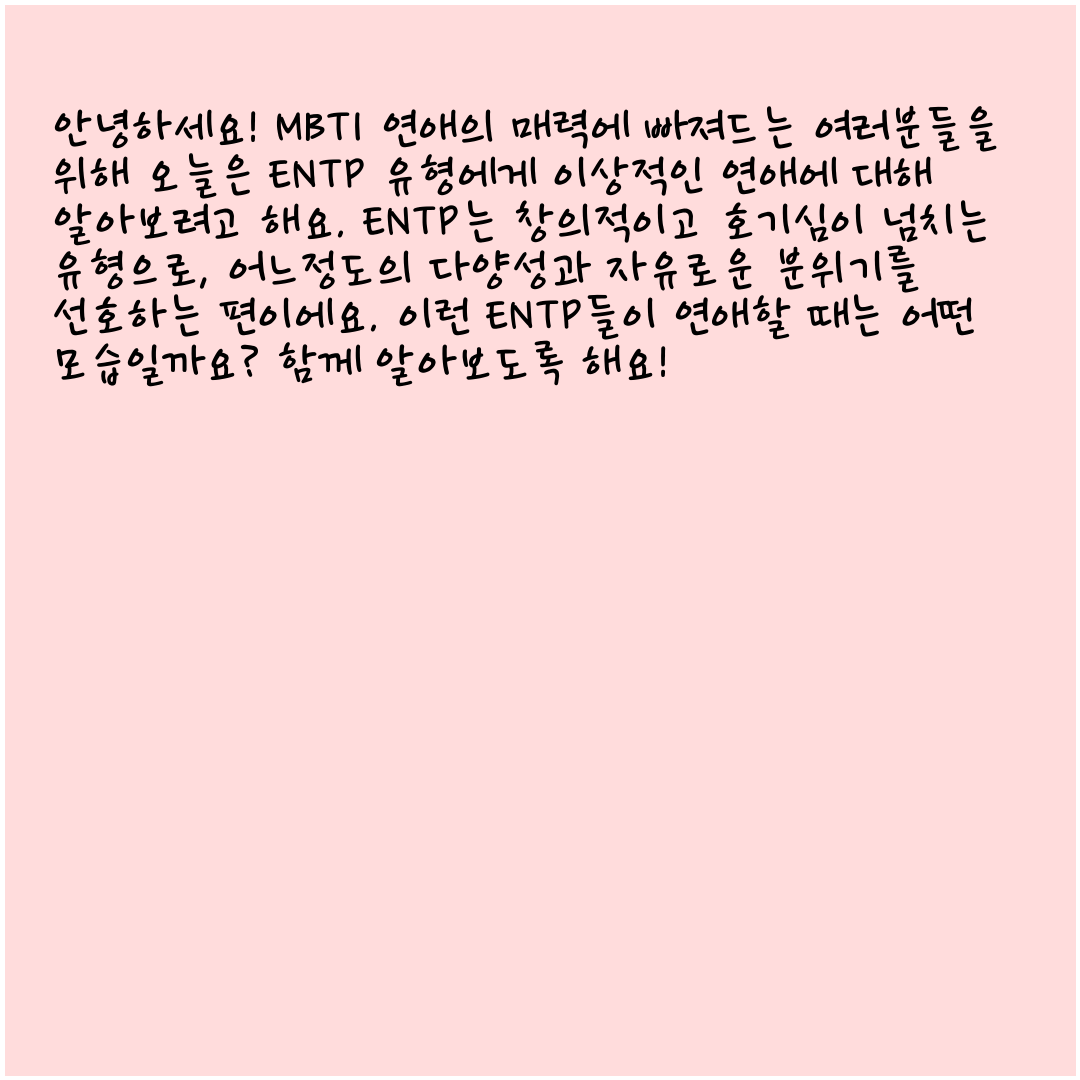 안녕하세요! MBTI 연애의 매력에 빠져드는 여러분들을
위해 오늘은 ENTP 유형에게 이상적인 연애에 대해
알아보려고 해요. ENTP는 창의적이고 호기심이 넘치는
유형으로, 어느정도의 다양성과 자유로운 분위기를
선호하는 편이에요. 이런 ENTP들이 연애할 때는 어떤
모습일까요? 함께 알아보도록 해요!